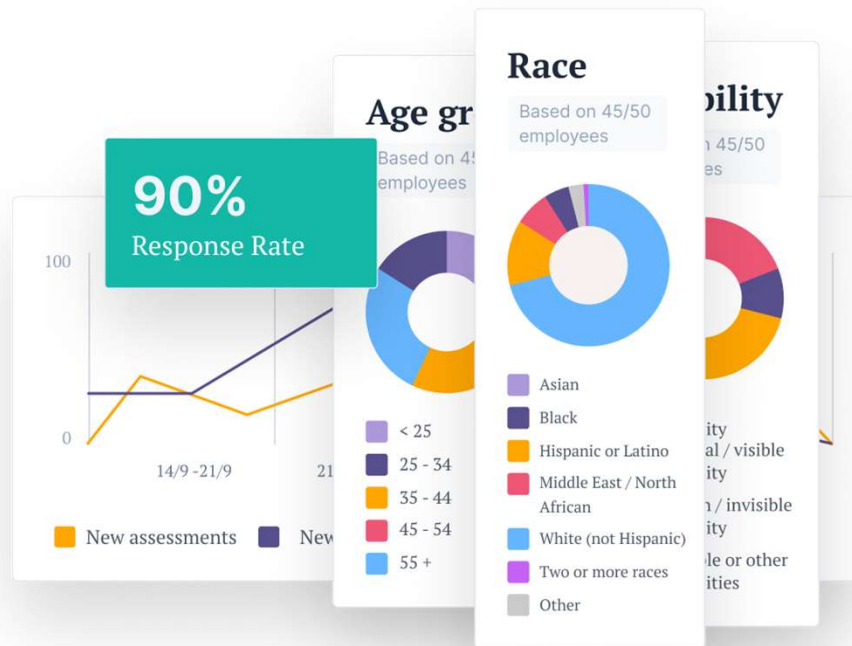 90%
Response Rate
100
0
14/9 -21/9
21
New assessments
New
Age gr
Based on 45
employees
< 25
25 - 34
35 - 44
45 - 54
55 +
Race
Based on 45/50
employees
Asian
Black
Hispanic or Latino
Middle East / North
African
White (not Hispanic)
Two or more races
Other
bility
45/50
es
ity
al / visible
ity
n / invisible
ity
le or other
ities